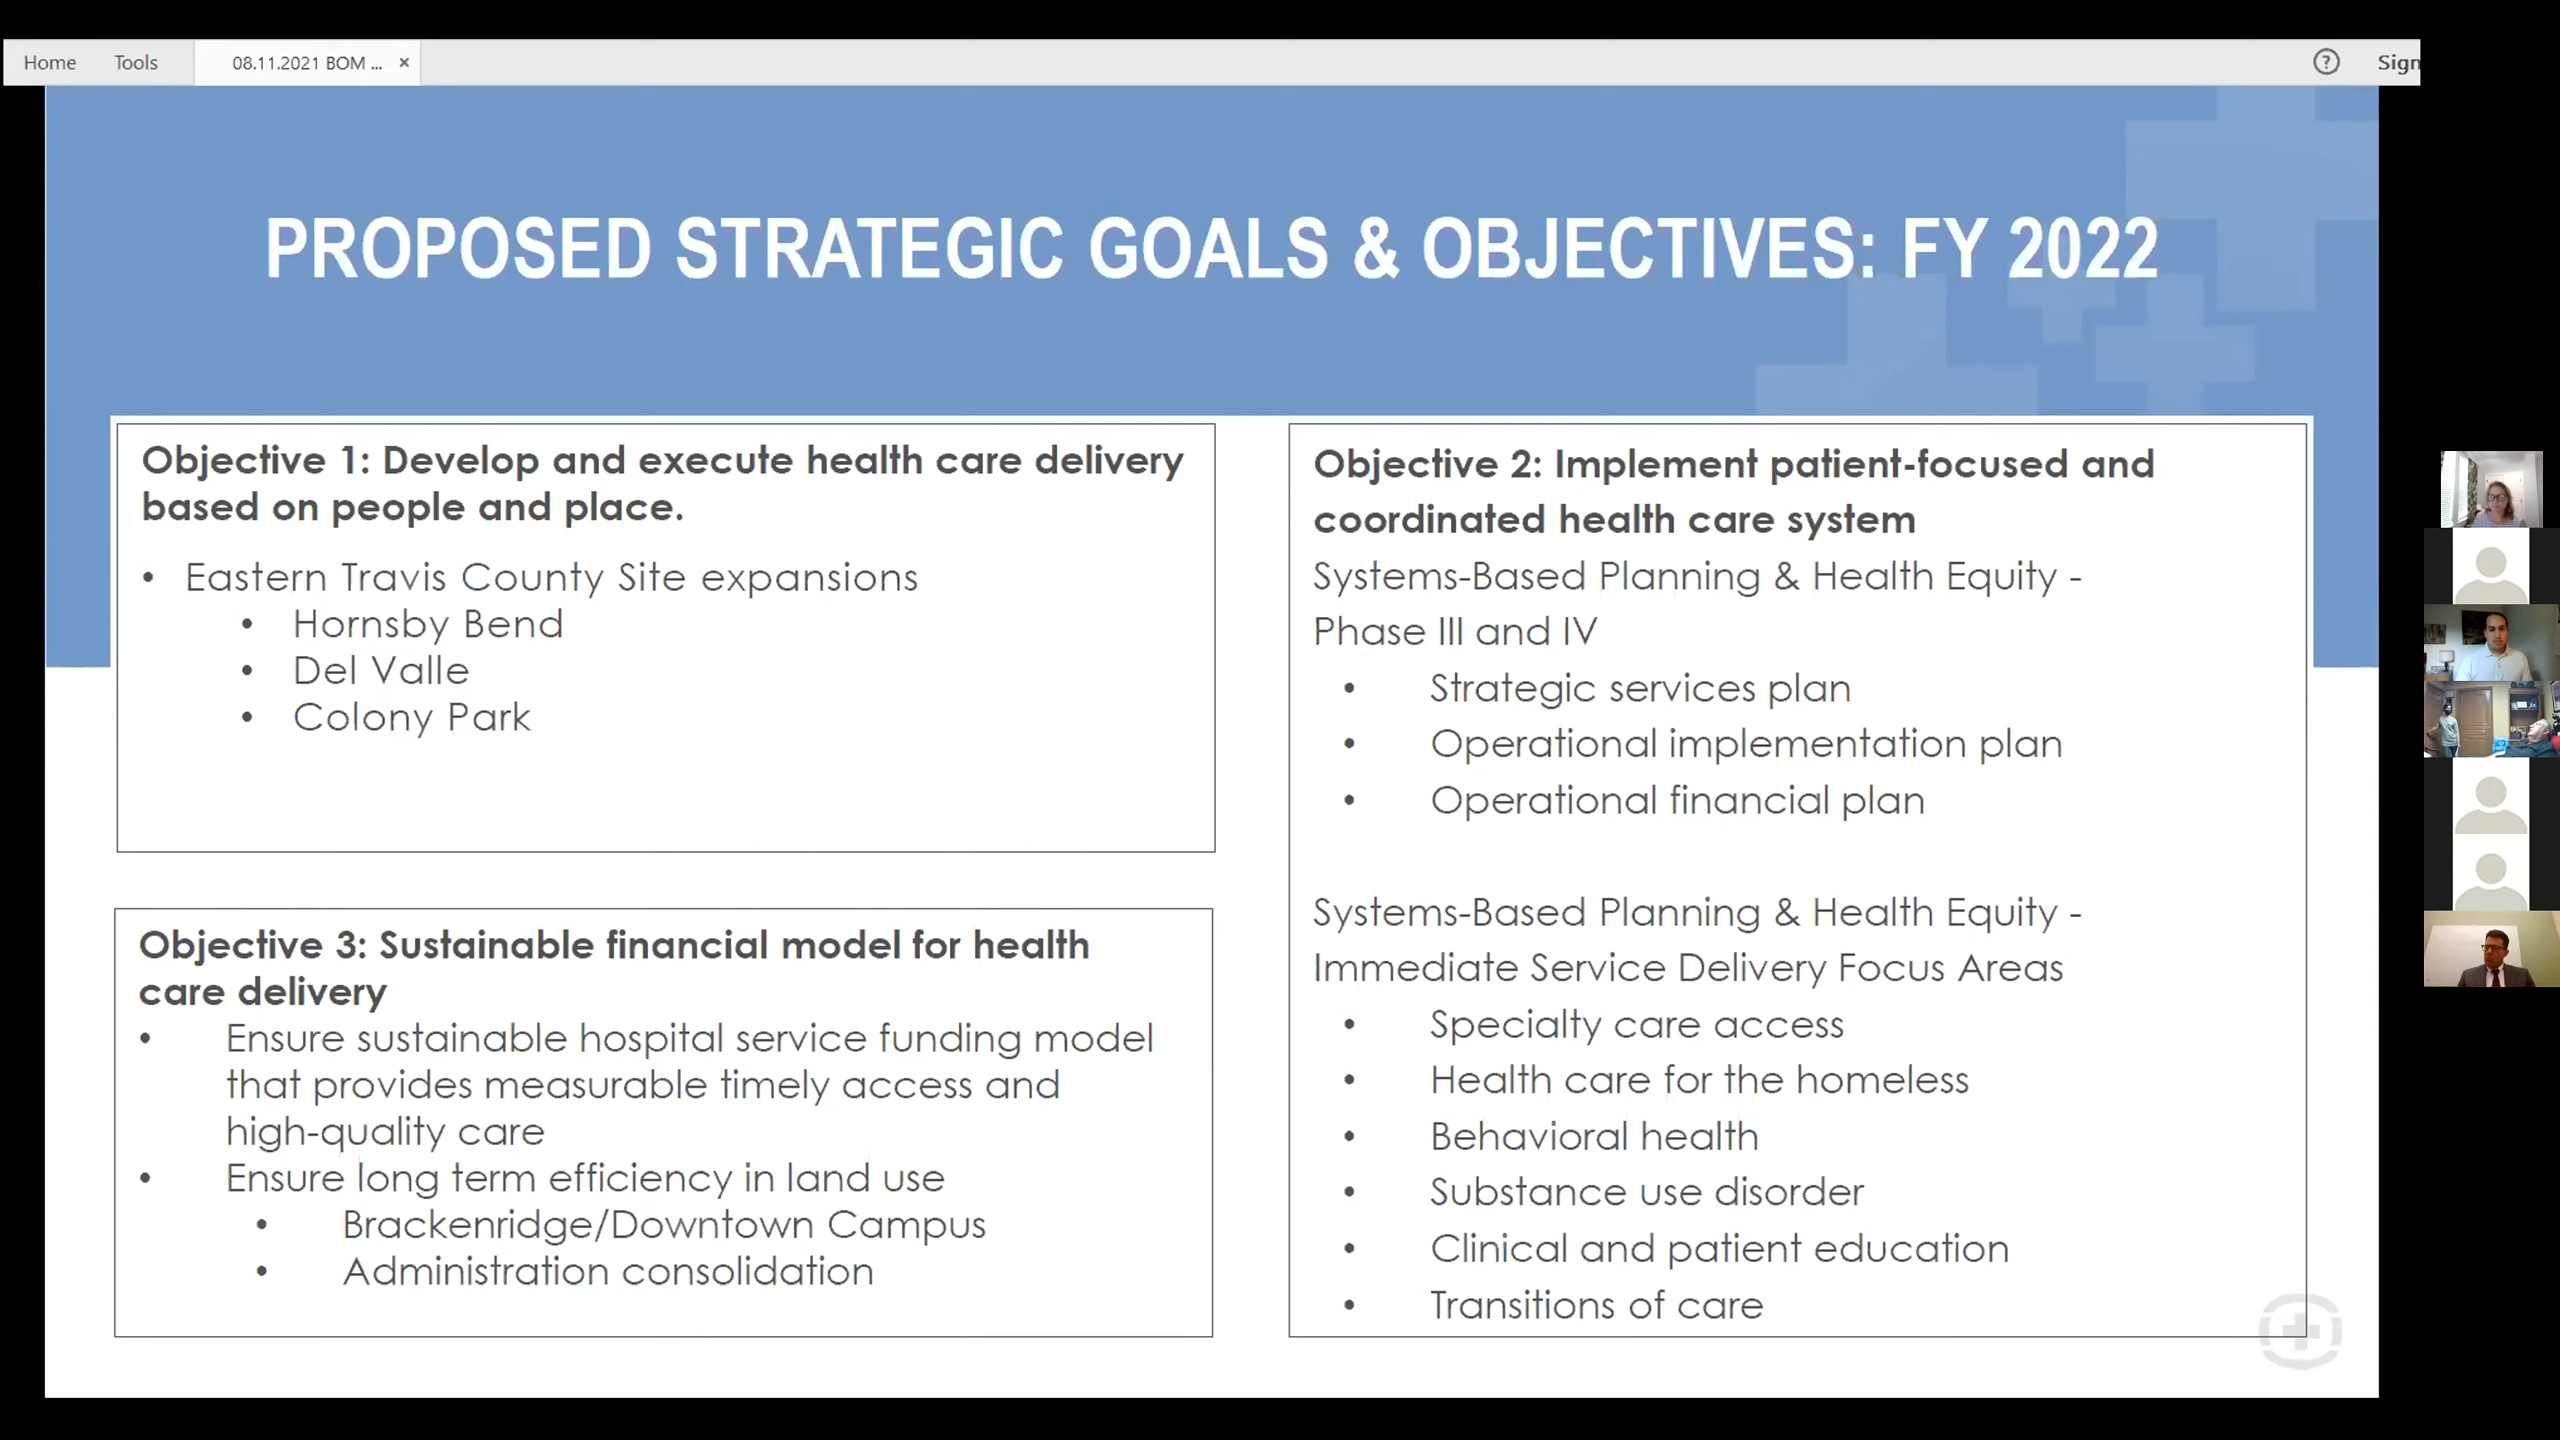 Home Tools 08.11.2021 BOM ... × ? Sign
PROPOSED STRATEGIC GOALS & OBJECTIVES: FY 2022
Objective 1: Develop and execute health care delivery
based on people and place.
• Eastern Travis County Site expansions
• Hornsby Bend
• Del Valle
• Colony Park
Objective 3: Sustainable financial model for health
care delivery
• Ensure sustainable hospital service funding model
that provides measurable timely access and
high-quality care
• Ensure long term efficiency in land use
• Brackenridge/Downtown Campus
• Administration consolidation
Objective 2: Implement patient-focused and
coordinated health care system
Systems-Based Planning & Health Equity -
Phase III and IV
• Strategic services plan
• Operational implementation plan
• Operational financial plan
Systems-Based Planning & Health Equity -
Immediate Service Delivery Focus Areas
• Specialty care access
• Health care for the homeless
• Behavioral health
• Substance use disorder
• Clinical and patient education
• Transitions of care